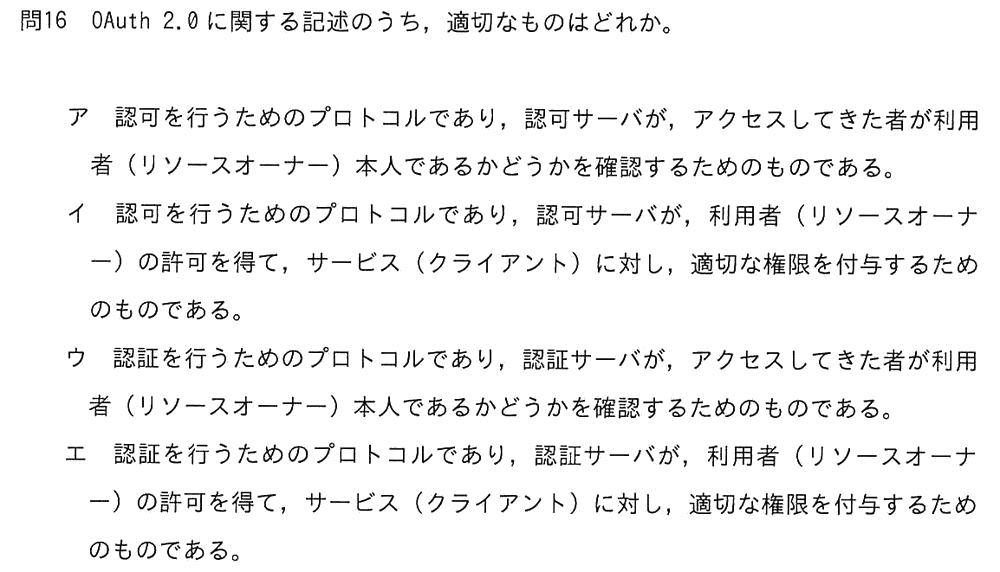 問16 OAuth 2.0に関する記述のうち，適切なものはどれか。
ア 認可を行うためのプロトコルであり，認可サーバが，アクセスしてきた者が利用
者（リソースオーナー）本人であるかどうかを確認するためのものである。
イ 認可を行うためのプロトコルであり，認可サーバが，利用者（リソースオーナ
ー）の許可を得て，サービス（クライアント）に対し，適切な権限を付与するため
のものである。
ウ 認証を行うためのプロトコルであり，認証サーバが，アクセスしてきた者が利用
者（リソースオーナー）本人であるかどうかを確認するためのものである。
エ 認証を行うためのプロトコルであり，認証サーバが，利用者（リソースオーナ
ー）の許可を得て，サービス（クライアント）に対し，適切な権限を付与するため
のものである。